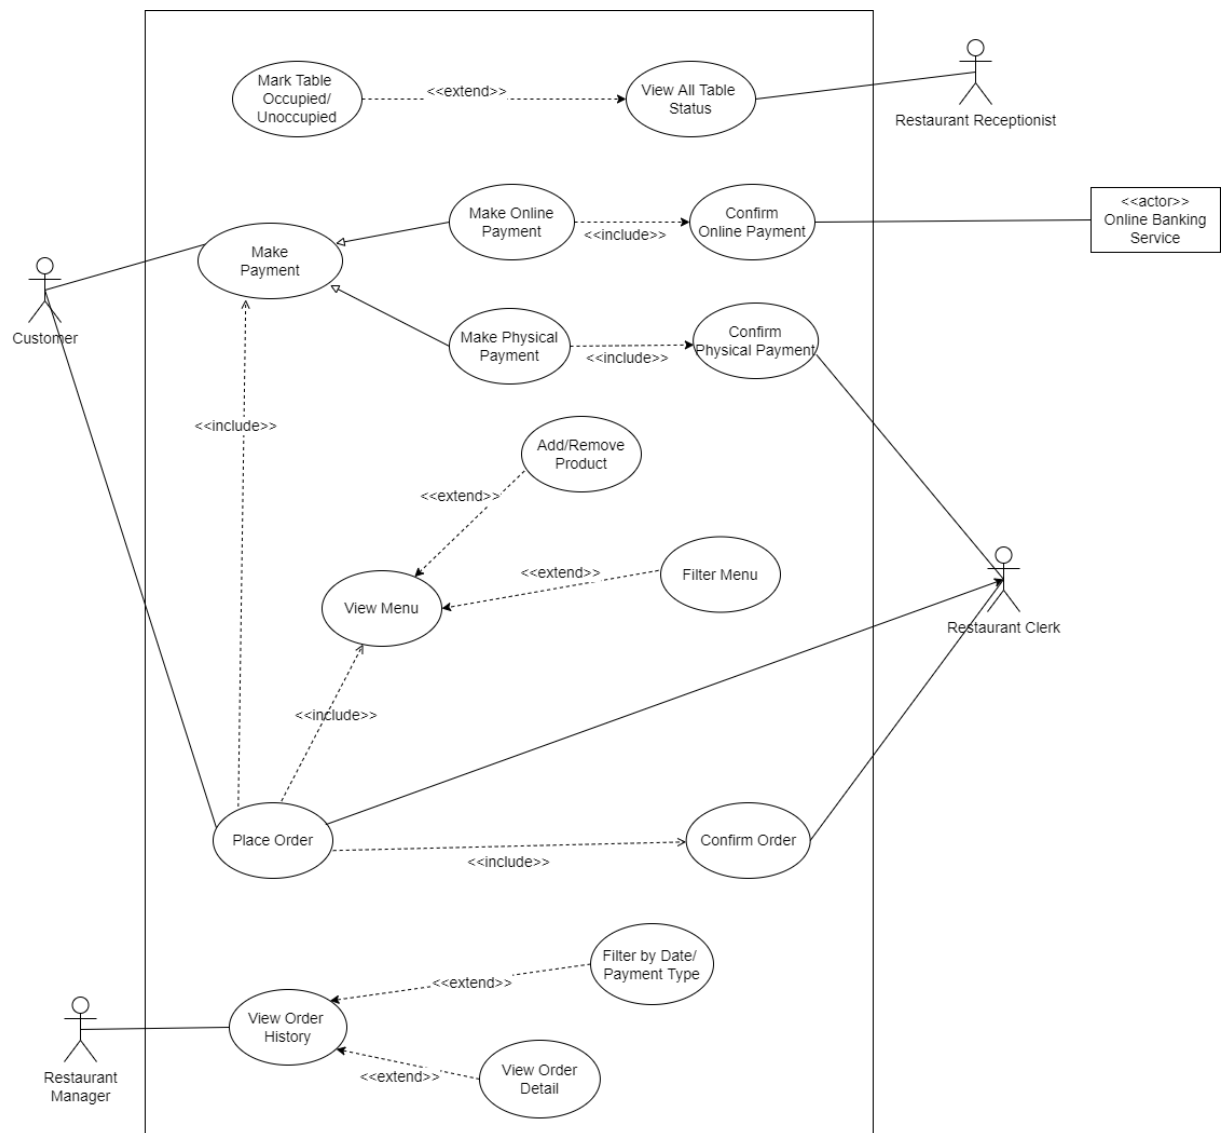 Mark Table
Occupied/
Unoccupied
<<extend>>
View All Table
Status
Restaurant Receptionist
Make Online
Payment
<<include>>
Confirm
Online Payment
<<actor>>
Online Banking
Service
Make
Payment
Customer
Make Physical
Payment
<<include>>
Confirm
Physical Payment
<<include>>
Add/Remove
Product
<<extend>>
<<extend>>
Filter Menu
View Menu
Restaurant Clerk
<<include>>
Place Order
<<include>>
Confirm Order
Filter by Date/
Payment Type
<<extend>>
View Order
History
Restaurant
Manager
<<extend>>
View Order
Detail